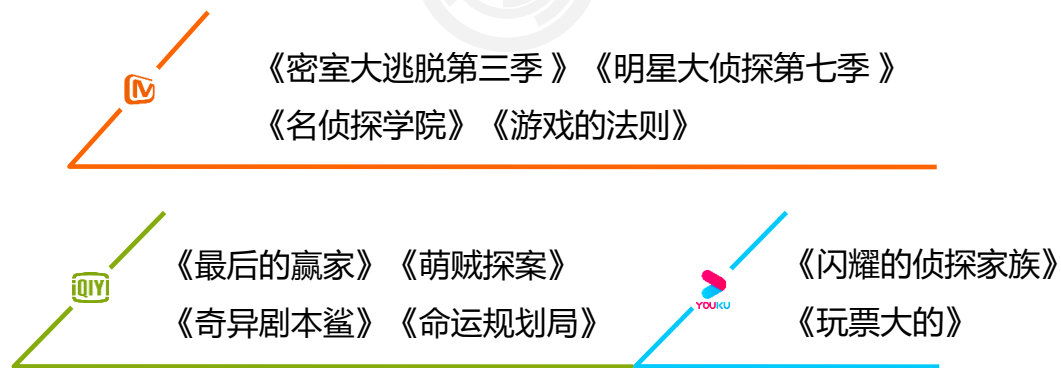 《密室大逃脱第三季 》《明星大侦探第七季 》
《名侦探学院》《游戏的法则》
《最后的赢家》《萌贼探案》
《奇异剧本鲨》《命运规划局》
《闪耀的侦探家族》
《玩票大的》
iQIYI
YOUKU